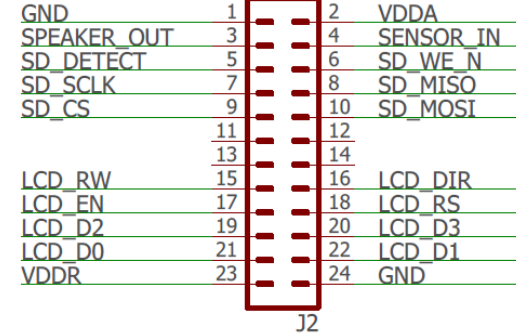 GND 1 2 VDDA
SPEAKER_OUT 3 4 SENSOR_IN
SD_DETECT 5 6 SD_WE_N
SD_SCLK 7 8 SD_MISO
SD_CS 9 10 SD_MOSI
11 12
13 14
LCD_RW 15 16 LCD_DIR
LCD_EN 17 18 LCD_RS
LCD_D2 19 20 LCD_D3
LCD_D0 21 22 LCD_D1
VDDR 23 24 GND
J2